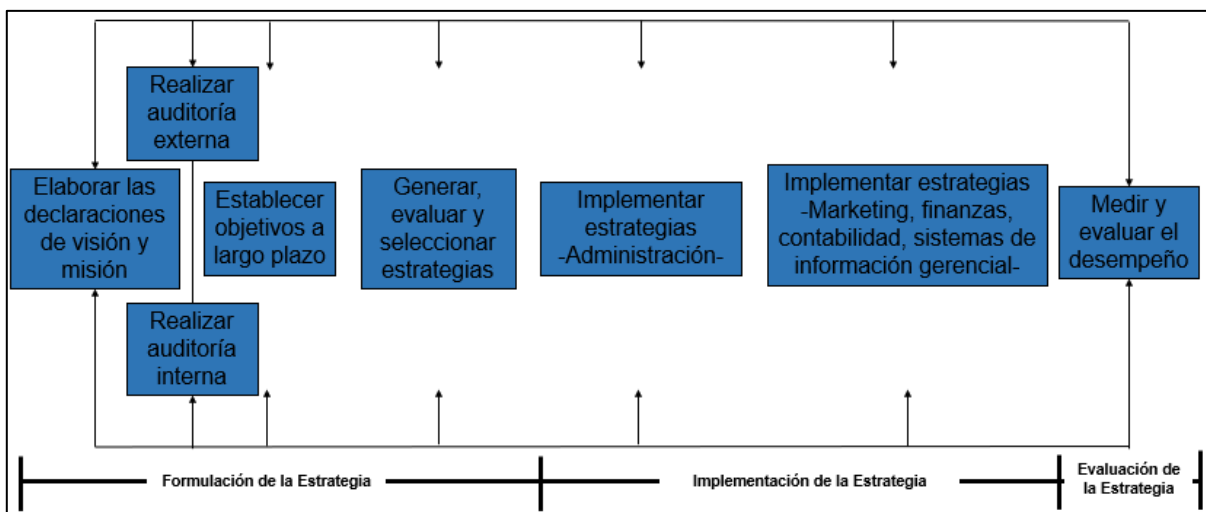 Realizar
auditoría
externa
Elaborar las
declaraciones
de visión y
misión
Establecer
objetivos a
largo plazo
Generar,
evaluar y
seleccionar
estrategias
Implementar
estrategias
-Administración-
Implementar estrategias
-Marketing, finanzas,
contabilidad, sistemas de
información gerencial-
Medir y
evaluar el
desempeño
Realizar
auditoría
interna
Formulación de la Estrategia
Implementación de la Estrategia
Evaluación de
la Estrategia